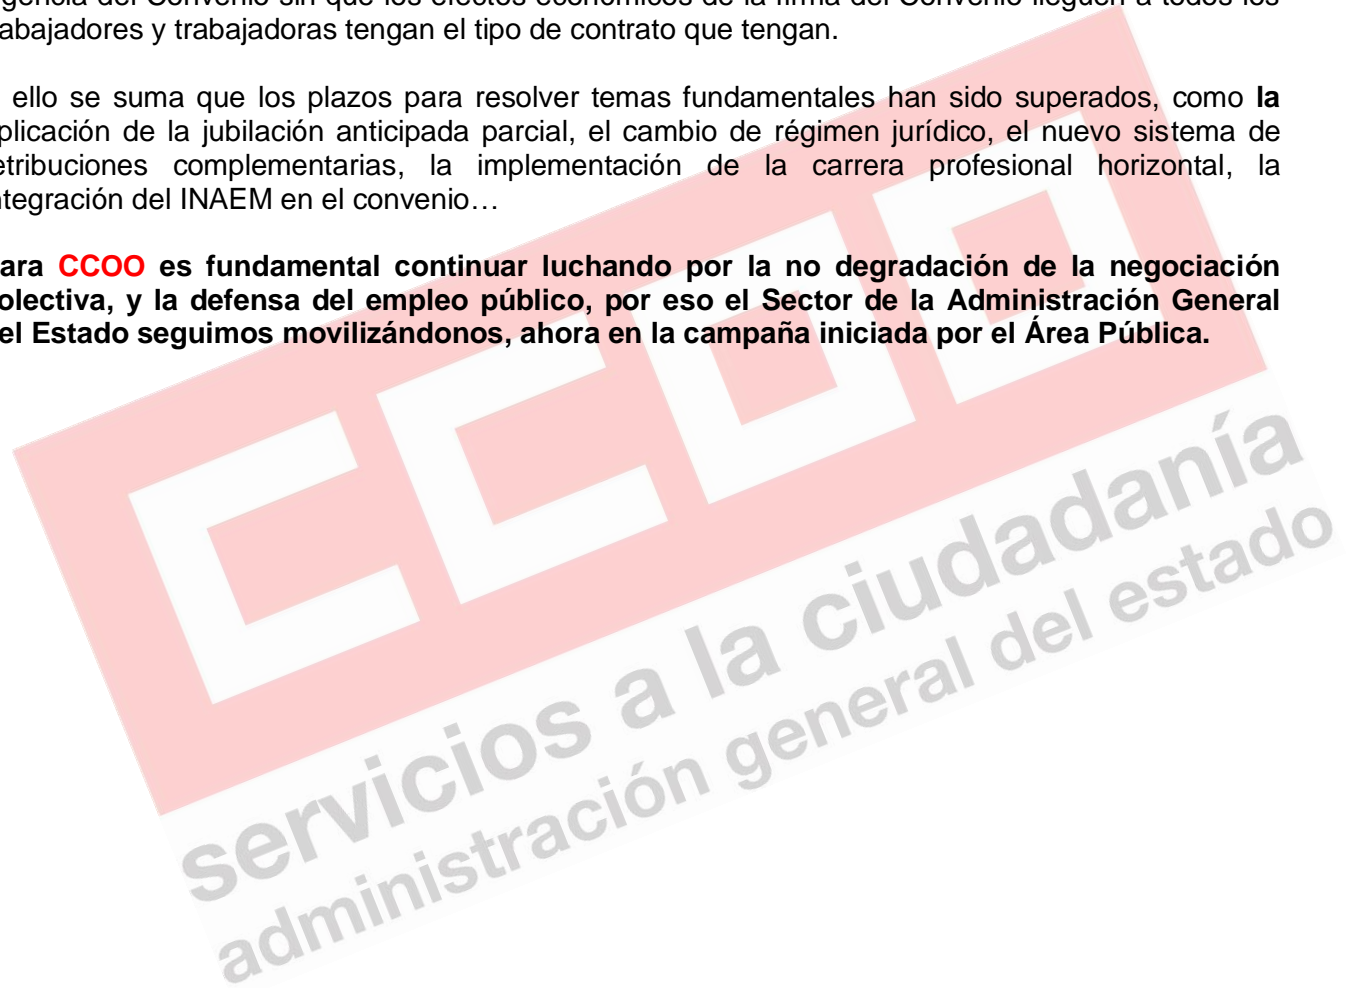 gencia del Convenio sin que los efectos económicos de la firma del Convenio lleguen a todos los
abajadores y trabajadoras tengan el tipo de contrato que tengan.
ello se suma que los plazos para resolver temas fundamentales han sido superados, como la
plicación de la jubilación anticipada parcial, el cambio de régimen jurídico, el nuevo sistema de
etribuciones complementarias, la implementación de la carrera profesional horizontal, la
ntegración del INAEM en el convenio…
ara CCOO es fundamental continuar luchando por la no degradación de la negociación
olectiva, y la defensa del empleo público, por eso el Sector de la Administración General
el Estado seguimos movilizándonos, ahora en la campaña iniciada por el Área Pública.
CCOO
servicios a la ciudadanía
administración general del estado